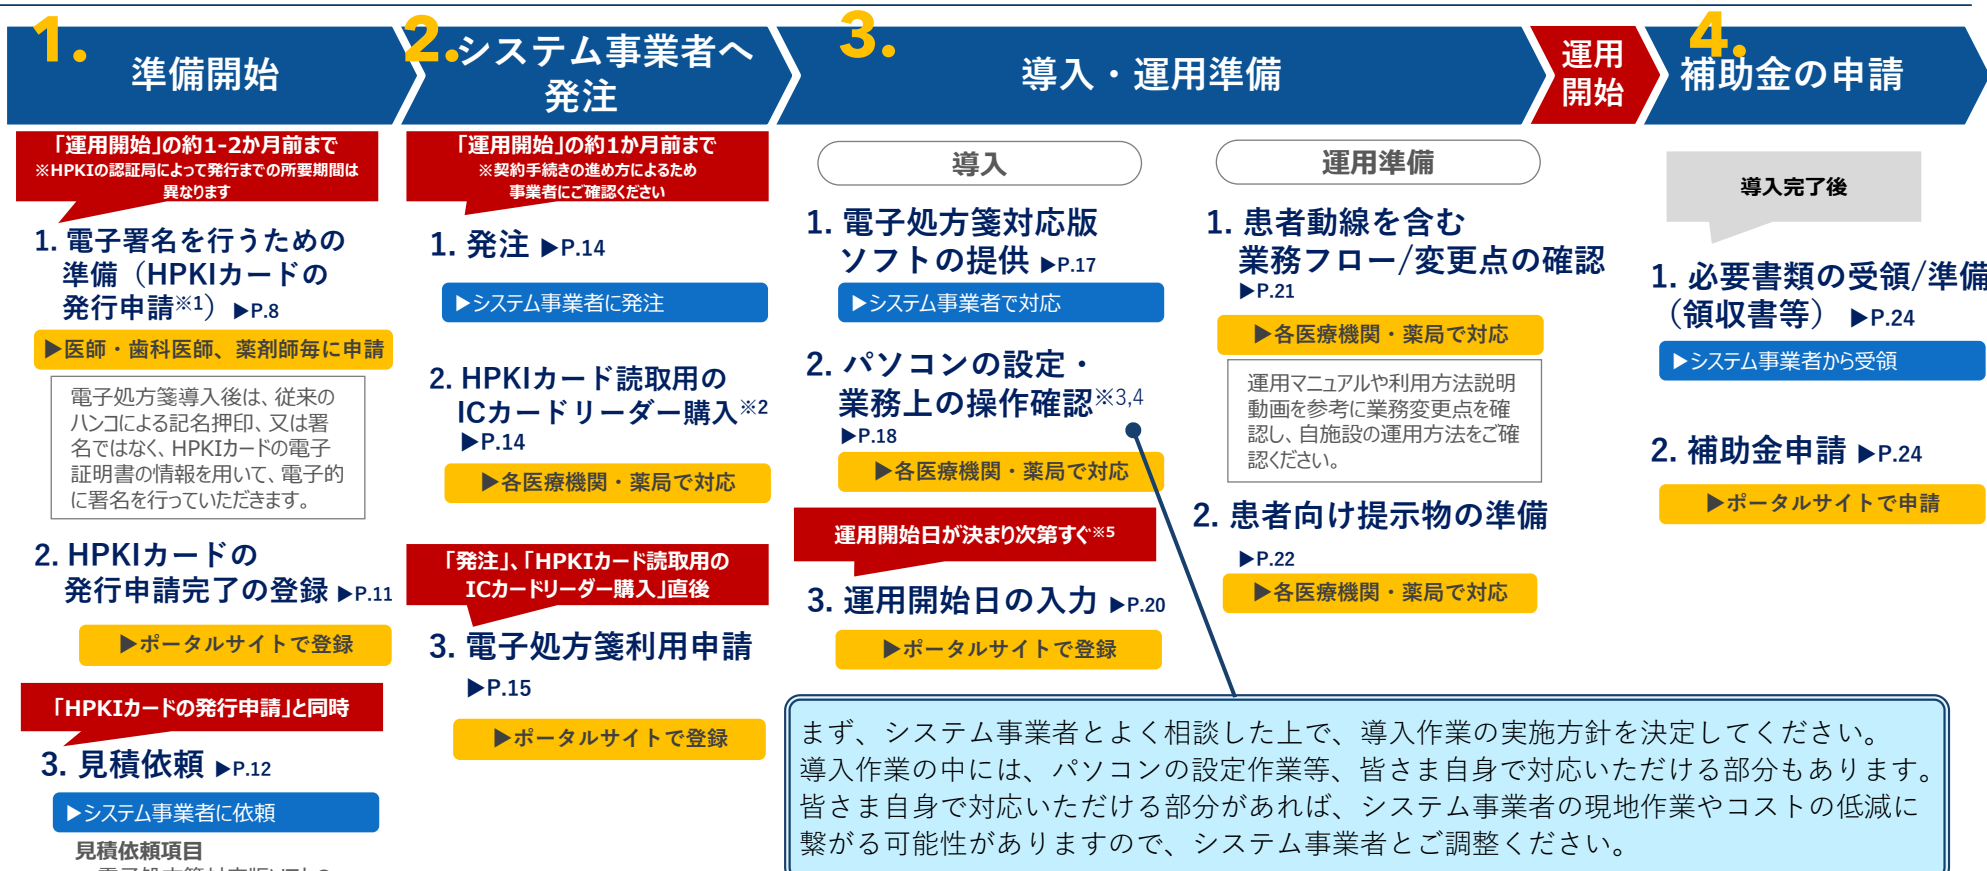 1.
準備開始
2.
システム事業者へ
発注
3.
導入・運用準備
運用
開始
4.
補助金の申請
「運用開始」の約1-2か月前まで
※HPKIの認証局によって発行までの所要期間は
異なります
1. 電子署名を行うための
準備（HPKIカードの
発行申請※1） ▶P.8
▶医師・歯科医師、薬剤師毎に申請
電子処方箋導入後は、従来の
ハンコによる記名押印、又は署
名ではなく、HPKIカードの電子
証明書の情報を用いて、電子的
に署名を行っていただきます。
2. HPKIカードの
発行申請完了の登録 ▶P.11
▶ポータルサイトで登録
「HPKIカードの発行申請」と同時
3. 見積依頼 ▶P.12
▶システム事業者に依頼
見積依頼項目
「運用開始」の約1か月前まで
※契約手続きの進め方によるため
事業者にご確認ください
1. 発注 ▶P.14
▶システム事業者に発注
2. HPKIカード読取用の
ICカードリーダー購入※2
▶P.14
▶各医療機関・薬局で対応
「発注」、「HPKIカード読取用の
ICカードリーダー購入」直後
3. 電子処方箋利用申請
▶P.15
▶ポータルサイトで登録
導入
1. 電子処方箋対応版
ソフトの提供 ▶P.17
▶システム事業者で対応
2. パソコンの設定・
業務上の操作確認※3,4
▶P.18
▶各医療機関・薬局で対応
運用開始日が決まり次第すぐ※5
3. 運用開始日の入力 ▶P.20
▶ポータルサイトで登録
運用準備
1. 患者動線を含む
業務フロー/変更点の確認
▶P.21
▶各医療機関・薬局で対応
運用マニュアルや利用方法説明
動画を参考に業務変更点を確
認し、自施設の運用方法をご確
認ください。
2. 患者向け提示物の準備
▶P.22
▶各医療機関・薬局で対応
導入完了後
1. 必要書類の受領/準備
（領収書等） ▶P.24
▶システム事業者から受領
2. 補助金申請 ▶P.24
▶ポータルサイトで申請
まず、システム事業者とよく相談した上で、導入作業の実施方針を決定してください。
導入作業の中には、パソコンの設定作業等、皆さま自身で対応いただける部分もあります。
皆さま自身で対応いただける部分があれば、システム事業者の現地作業やコストの低減に
繋がる可能性がありますので、システム事業者とご調整ください。